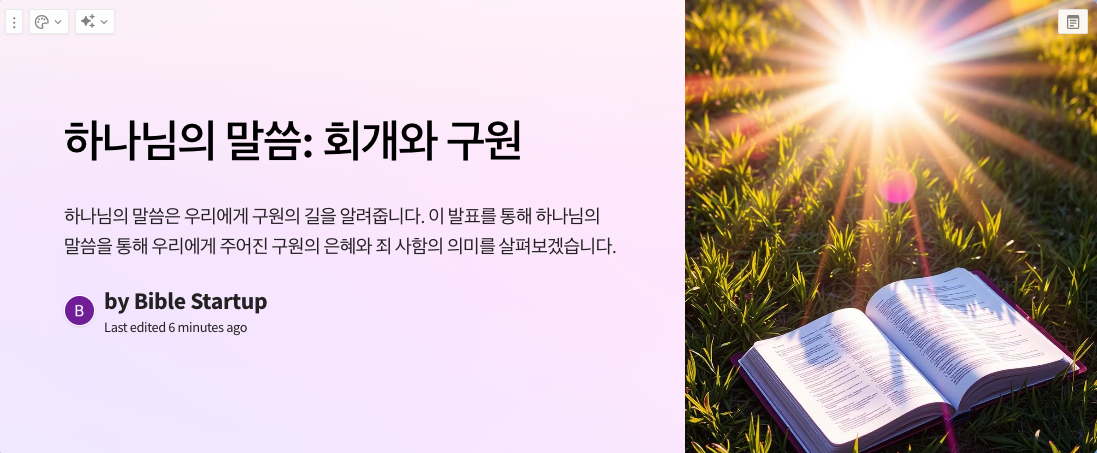 하나님의 말씀: 회개와 구원
하나님의 말씀은 우리에게 구원의 길을 알려줍니다. 이 발표를 통해 하나님의
말씀을 통해 우리에게 주어진 구원의 은혜와 죄 사함의 의미를 살펴보겠습니다.
B
by Bible Startup
Last edited 6 minutes ago